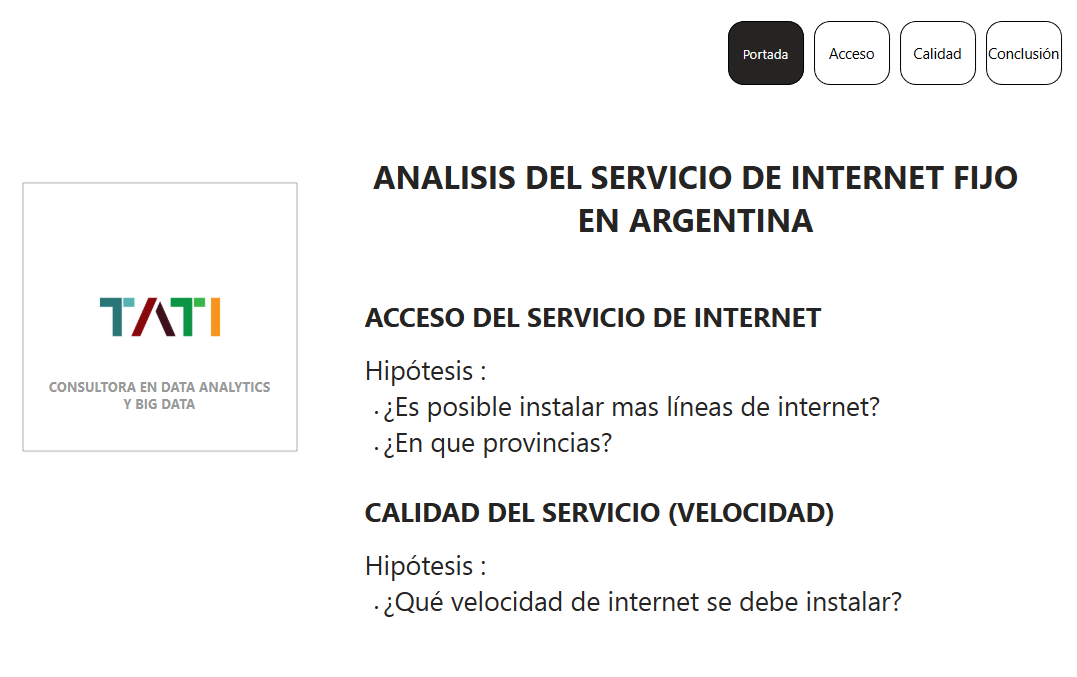 Portada
Acceso
Calidad
Conclusión
ANALISIS DEL SERVICIO DE INTERNET FIJO
EN ARGENTINA
TATI
CONSULTORA EN DATA ANALYTICS
Y BIG DATA
ACCESO DEL SERVICIO DE INTERNET
Hipótesis :
. ¿Es posible instalar mas líneas de internet?
. ¿En que provincias?
CALIDAD DEL SERVICIO (VELOCIDAD)
Hipótesis :
. ¿Qué velocidad de internet se debe instalar?